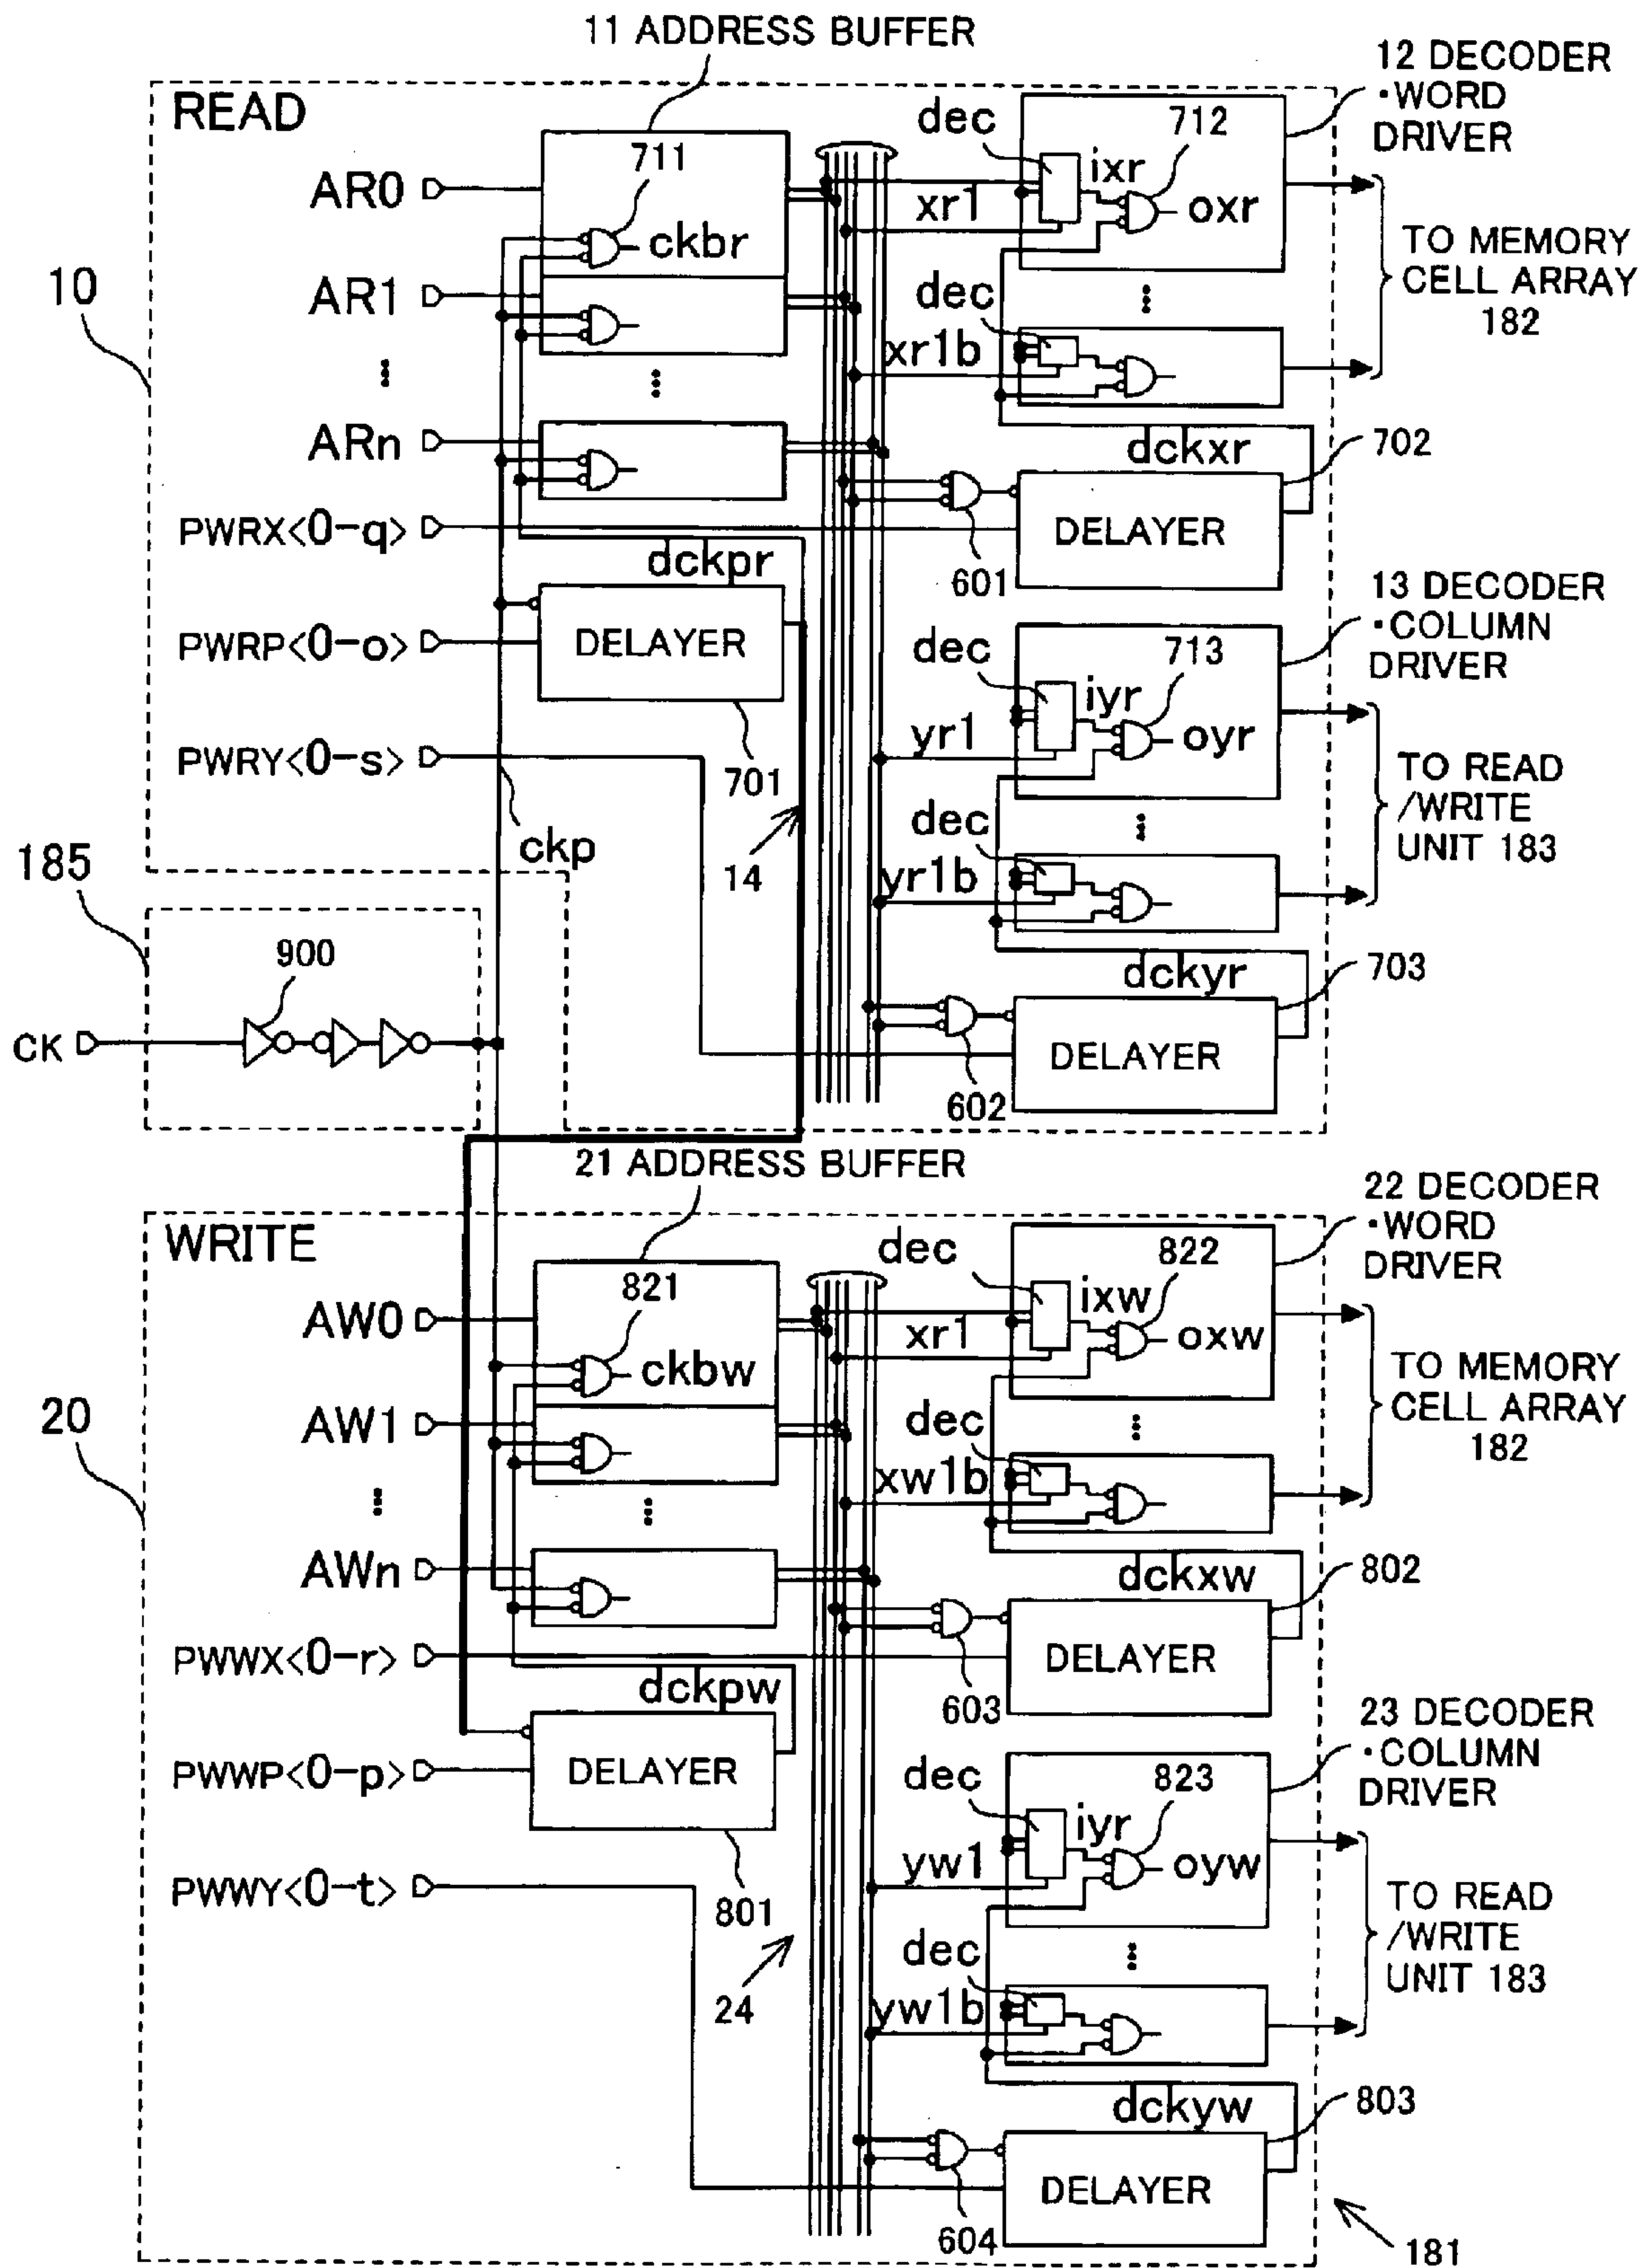 11 ADDRESS BUFFER
12 DECODER
·WORD
DRIVER
READ
dec
712
711
ixr
AR0
xr1
oxr
TO MEMORY
CELL ARRAY
182
ckbr
10
AR1
dec
...
xr1b
...
...
ARn
dckxr
702
PWRX<0-q>
DELAYER
dckpr
601
13 DECODER
·COLUMN
DRIVER
PWRP<0-o>
DELAYER
dec
713
iyr
yr1
oyr
PWRY<0-s>
701
TO READ
/WRITE
UNIT 183
dec
...
ckp
14
yr1b
185
900
dckyr
703
CK
DELAYER
602
21 ADDRESS BUFFER
22 DECODER
·WORD
DRIVER
WRITE
dec
822
821
ixw
AW0
xr1
oxw
TO MEMORY
CELL ARRAY
182
ckbw
20
AW1
dec
...
xw1b
...
...
AWn
dckxw
802
PWWX<0-r>
DELAYER
dckpw
603
23 DECODER
·COLUMN
DRIVER
PWWP<0-p>
DELAYER
dec
823
iyr
yw1
oyw
PWWY<0-t>
801
TO READ
/WRITE
UNIT 183
dec
...
24
yw1b
dckyw
803
DELAYER
604
181